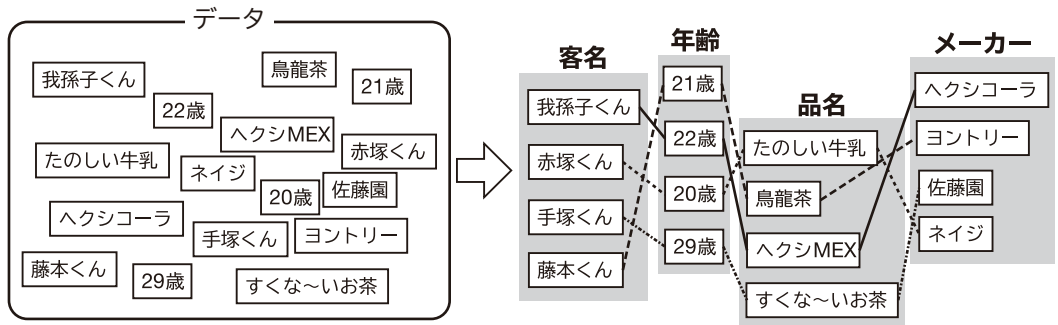 データ
我孫子くん
烏龍茶
21歳
22歳
ヘクシMEX
赤塚くん
たのしい牛乳
ネイジ
20歳
佐藤園
ヘクシコーラ
手塚くん
ヨントリー
藤本くん
29歳
すくな〜いお茶
客名
我孫子くん
赤塚くん
手塚くん
藤本くん
年齢
21歳
22歳
20歳
29歳
品名
たのしい牛乳
烏龍茶
ヘクシMEX
すくな〜いお茶
メーカー
ヘクシコーラ
ヨントリー
佐藤園
ネイジ